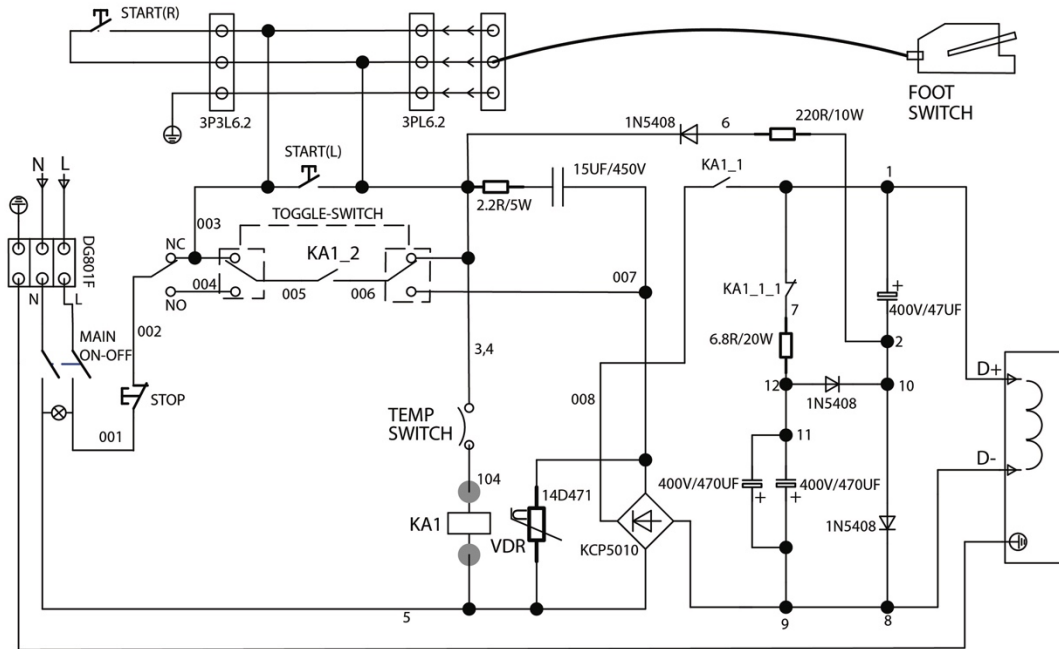 START(R)
3P3L6.2
3PL6.2
FOOT
SWITCH
1N5408
6
220R/10W
START(L)
15UF/450V
KA1_1
1
N
L
2.2R/5W
003
TOGGLE-SWITCH
NC
KA1_2
DG801F
004
005
006
007
NO
KA1_1_1
7
+
400V/47UF
N
L
002
MAIN
ON-OFF
6.8R/20W
2
3,4
D+
12
1N5408
10
STOP
008
TEMP
SWITCH
001
11
D-
104
14D471
400V/470UF
+
400V/470UF
+
KA1
VDR
KCP5010
1N5408
5
9
8